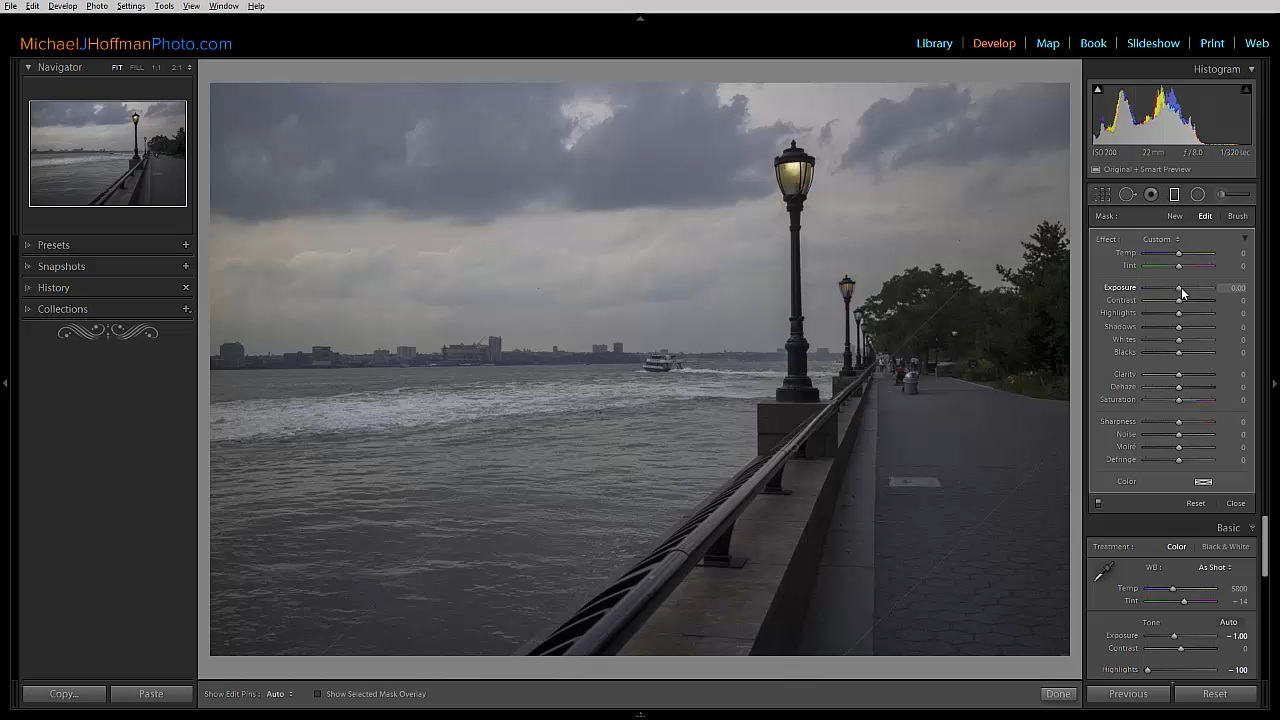 File Edit Develop Photo Settings Tools View Window Help
MichaelJHoffmanPhoto.com
Library | Develop | Map | Book | Slideshow | Print | Web
Navigator FIT FILL 1:1 2:1
Histogram
ISO 200 22 mm ƒ / 8.0 1/320 sec
Original + Smart Preview
Mask : New Edit Brush
Effect : Custom
Temp 0
Tint 0
Exposure 0.00
Contrast 0
Highlights 0
Shadows 0
Whites 0
Blacks 0
Clarity 0
Dehaze 0
Saturation 0
Sharpness 0
Noise 0
Moiré 0
Defringe 0
Color
Reset Close
Basic
Treatment : Color Black & White
WB : As Shot
Temp 5800
Tint + 14
Tone Auto
Exposure – 1.00
Contrast 0
Highlights – 100
Presets +
Snapshots +
History ×
Collections +
Copy... Paste
Show Edit Pins : Auto Show Selected Mask Overlay Done
Previous Reset